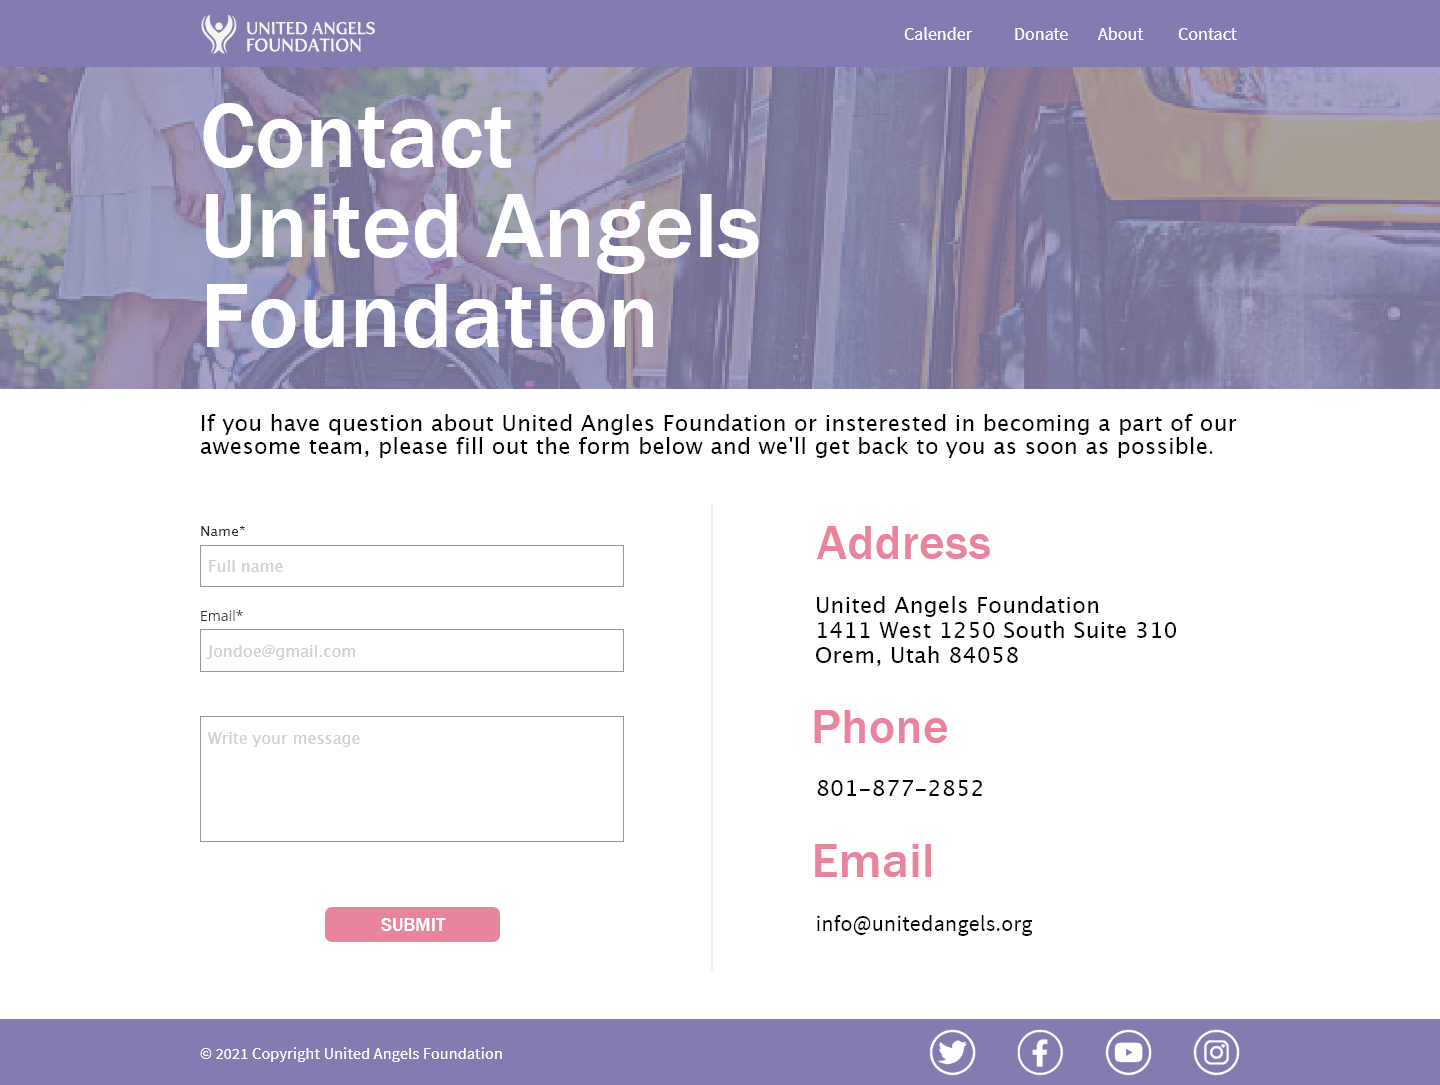 UNITED ANGELS
FOUNDATION
Calender Donate About Contact
Contact
United Angels
Foundation
If you have question about United Angles Foundation or insterested in becoming a part of our
awesome team, please fill out the form below and we'll get back to you as soon as possible.
Name*
Full name
Email*
Jondoe@gmail.com
Write your message
SUBMIT
Address
United Angels Foundation
1411 West 1250 South Suite 310
Orem, Utah 84058
Phone
801-877-2852
Email
info@unitedangels.org
© 2021 Copyright United Angels Foundation